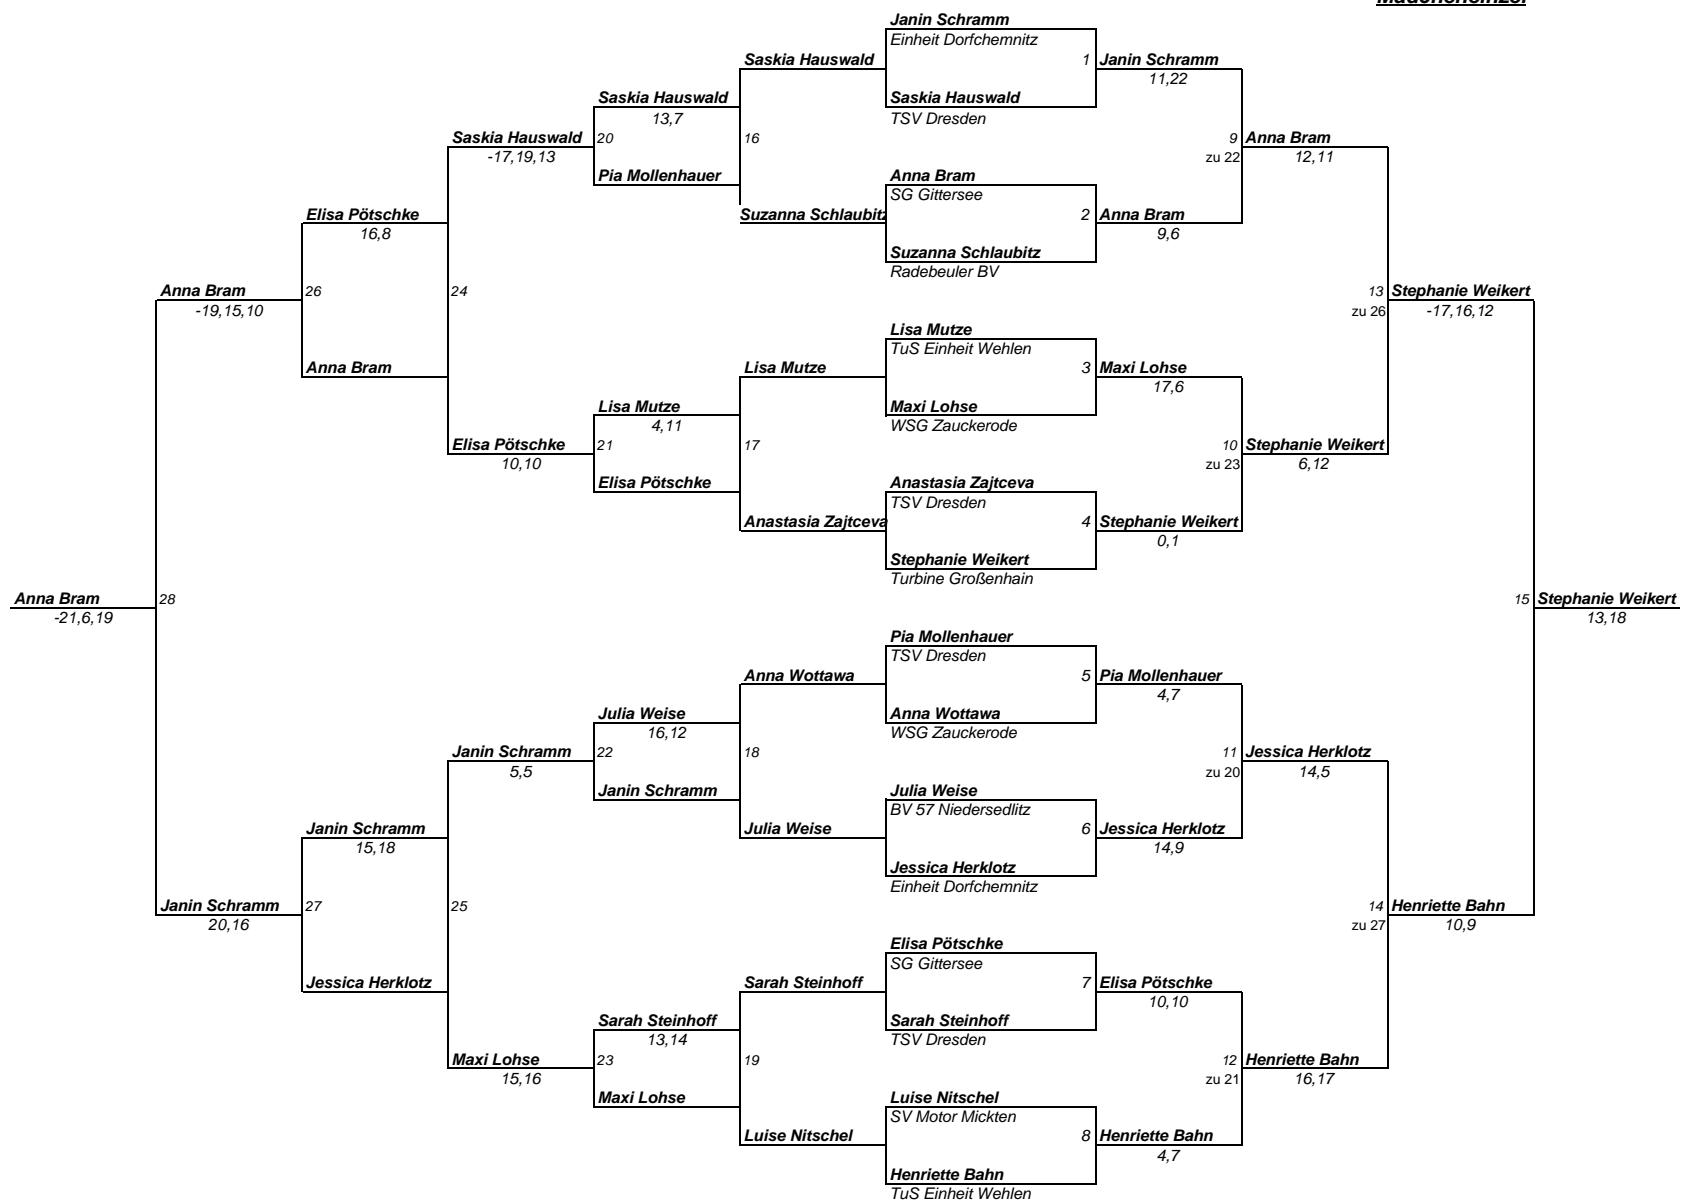 Mädcheneinzel
Janin Schramm
Einheit Dorfchemnitz
Saskia Hauswald
1
Janin Schramm
11,22
Saskia Hauswald
13,7
Saskia Hauswald
TSV Dresden
Saskia Hauswald
-17,19,13
20
16
9
zu 22
Anna Bram
12,11
Pia Mollenhauer
Anna Bram
SG Gittersee
Elisa Pötschke
16,8
Suzanna Schlaubitz
2
Anna Bram
9,6
Suzanna Schlaubitz
Radebeuler BV
Anna Bram
-19,15,10
26
24
13
zu 26
Stephanie Weikert
-17,16,12
Lisa Mutze
TuS Einheit Wehlen
Anna Bram
Lisa Mutze
3
Maxi Lohse
17,6
Lisa Mutze
4,11
Maxi Lohse
WSG Zauckerode
Elisa Pötschke
10,10
21
17
10
zu 23
Stephanie Weikert
6,12
Elisa Pötschke
Anastasia Zajtceva
TSV Dresden
Anastasia Zajtceva
4
Stephanie Weikert
0,1
Stephanie Weikert
Turbine Großenhain
Anna Bram
-21,6,19
28
15
Stephanie Weikert
13,18
Pia Mollenhauer
TSV Dresden
Anna Wottawa
5
Pia Mollenhauer
4,7
Julia Weise
16,12
Anna Wottawa
WSG Zauckerode
Janin Schramm
5,5
22
18
11
zu 20
Jessica Herklotz
14,5
Janin Schramm
Julia Weise
BV 57 Niedersedlitz
Janin Schramm
15,18
Julia Weise
6
Jessica Herklotz
14,9
Jessica Herklotz
Einheit Dorfchemnitz
Janin Schramm
20,16
27
25
14
zu 27
Henriette Bahn
10,9
Elisa Pötschke
SG Gittersee
Jessica Herklotz
Sarah Steinhoff
7
Elisa Pötschke
10,10
Sarah Steinhoff
13,14
Sarah Steinhoff
TSV Dresden
Maxi Lohse
15,16
23
19
12
zu 21
Henriette Bahn
16,17
Maxi Lohse
Luise Nitschel
SV Motor Mickten
Luise Nitschel
8
Henriette Bahn
4,7
Henriette Bahn
TuS Einheit Wehlen